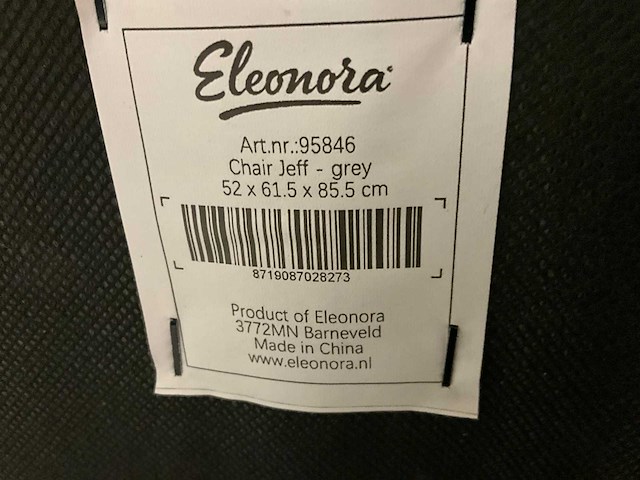 Eleonora
Art.nr.:95846
Chair Jeff - grey
52 x 61.5 x 85.5 cm
8719087028273
Product of Eleonora
3772MN Barneveld
Made in China
www.eleonora.nl